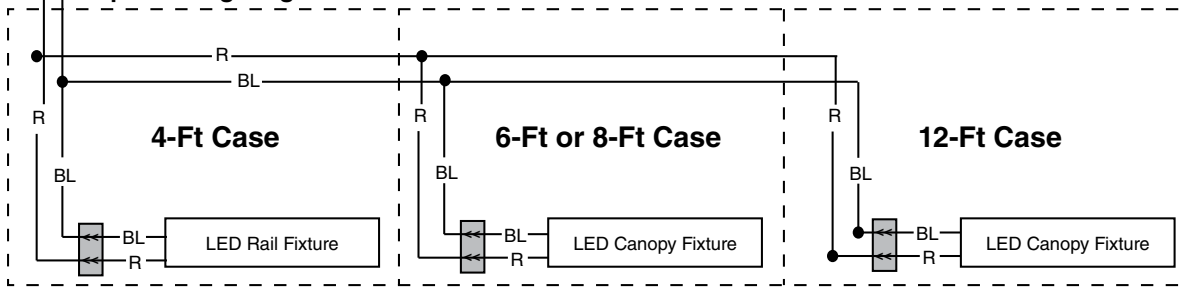 R
BL
R
R
R
4-Ft Case
6-Ft or 8-Ft Case
12-Ft Case
BL
BL
BL
BL
LED Rail Fixture
BL
LED Canopy Fixture
BL
LED Canopy Fixture
R
R
R